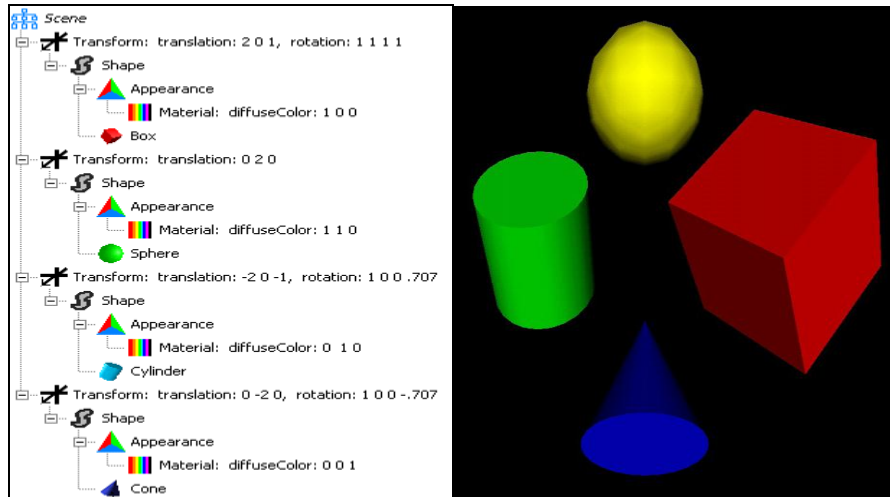 Scene
Transform: translation: 2 0 1, rotation: 1 1 1 1
Shape
Appearance
Material: diffuseColor: 1 0 0
Box
Transform: translation: 0 2 0
Shape
Appearance
Material: diffuseColor: 1 1 0
Sphere
Transform: translation: -2 0 -1, rotation: 1 0 0 .707
Shape
Appearance
Material: diffuseColor: 0 1 0
Cylinder
Transform: translation: 0 -2 0, rotation: 1 0 0 -.707
Shape
Appearance
Material: diffuseColor: 0 0 1
Cone